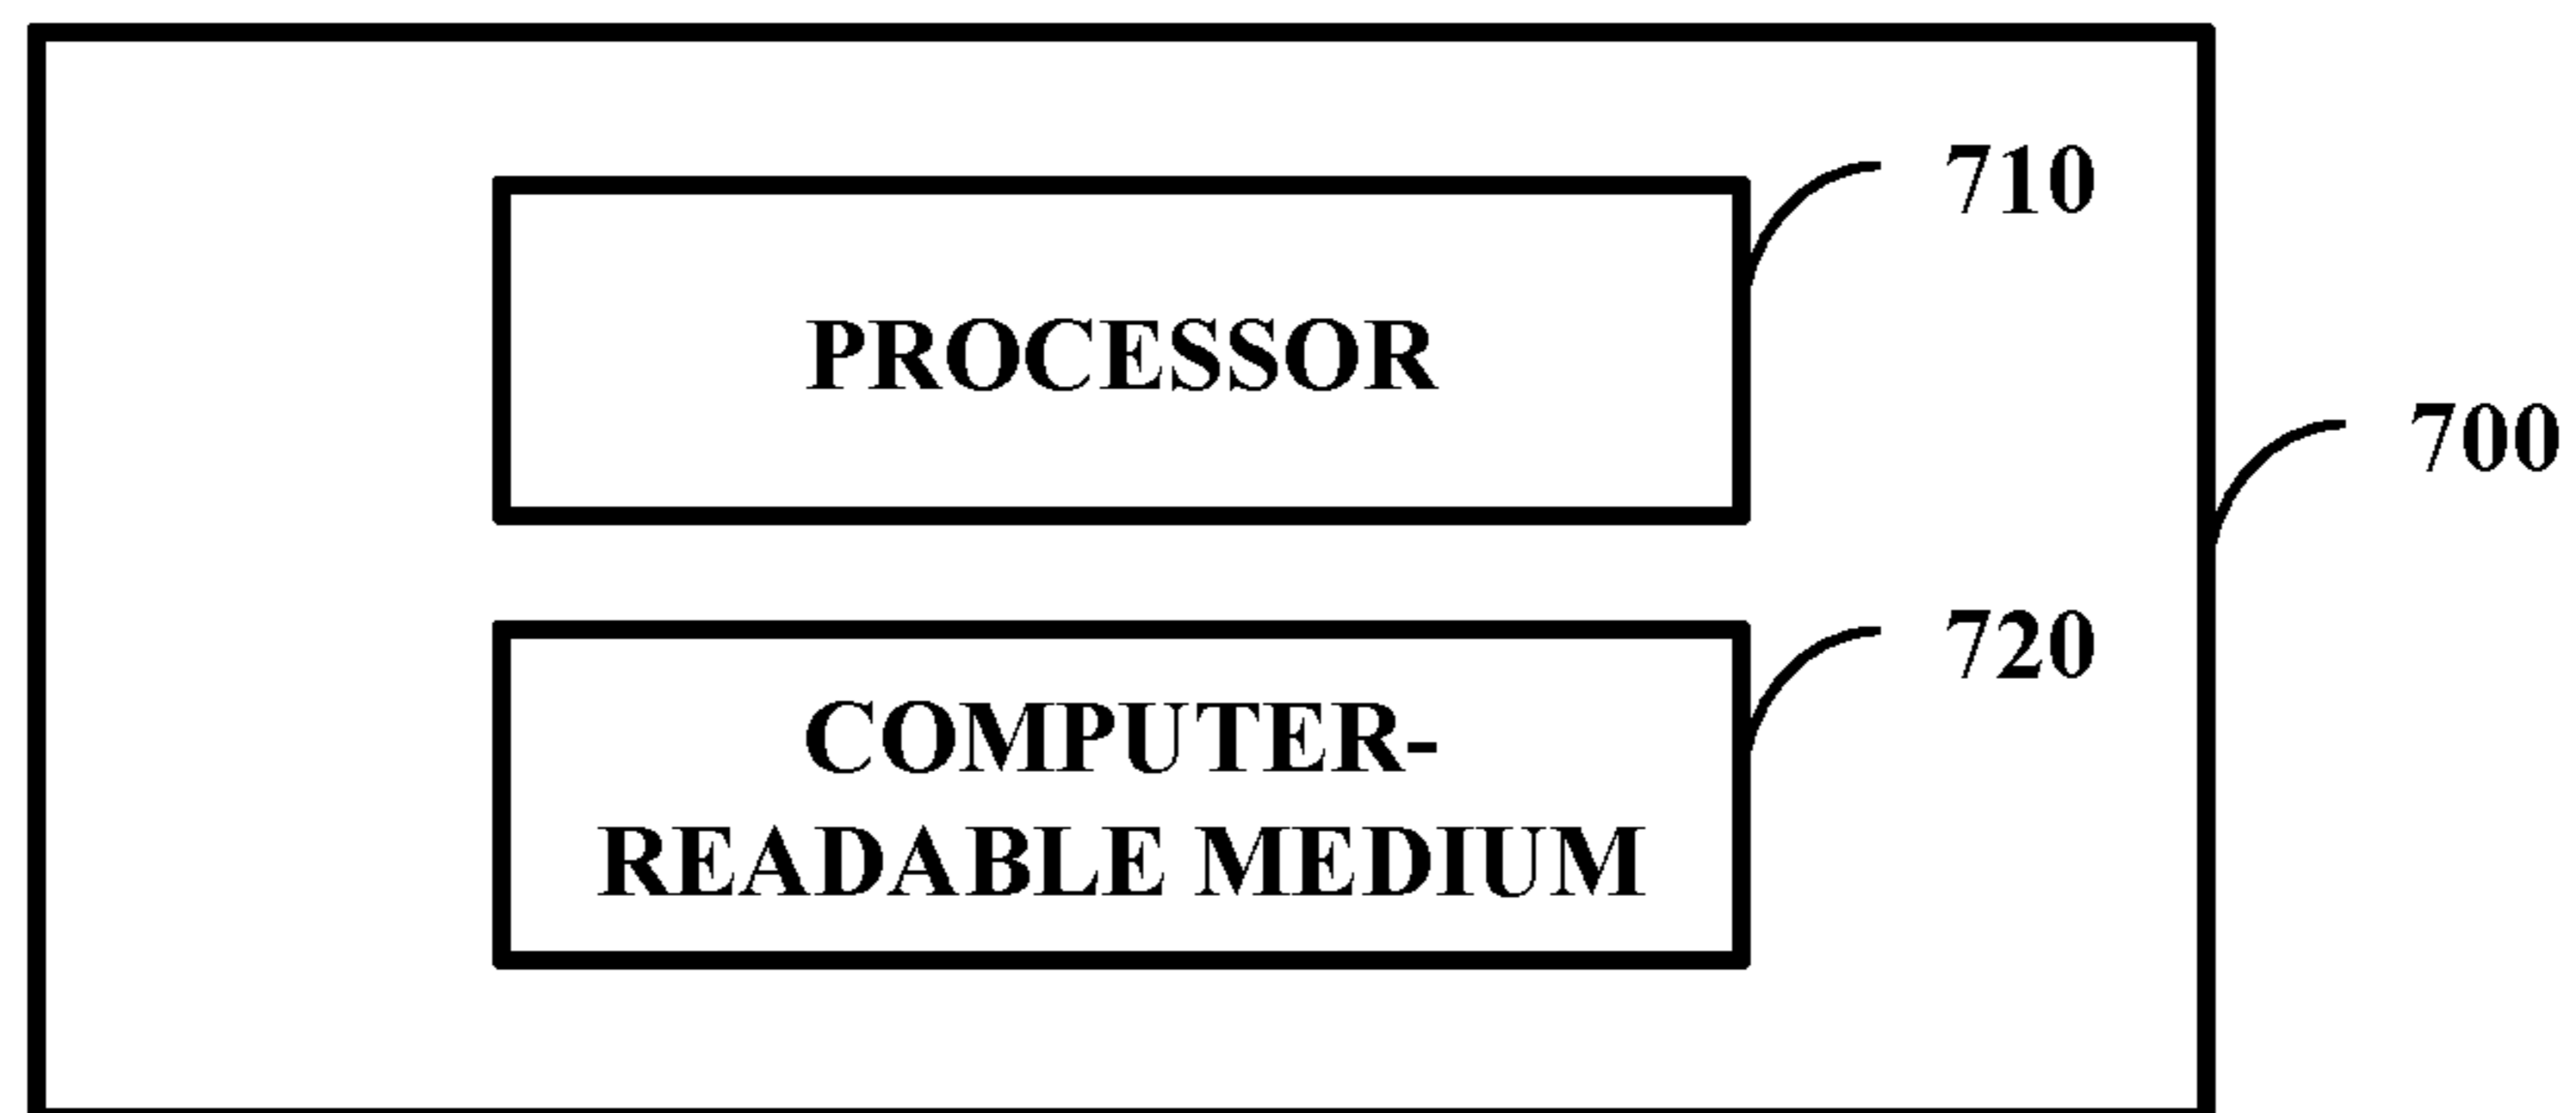 710
PROCESSOR
700
720
COMPUTER-
READABLE MEDIUM